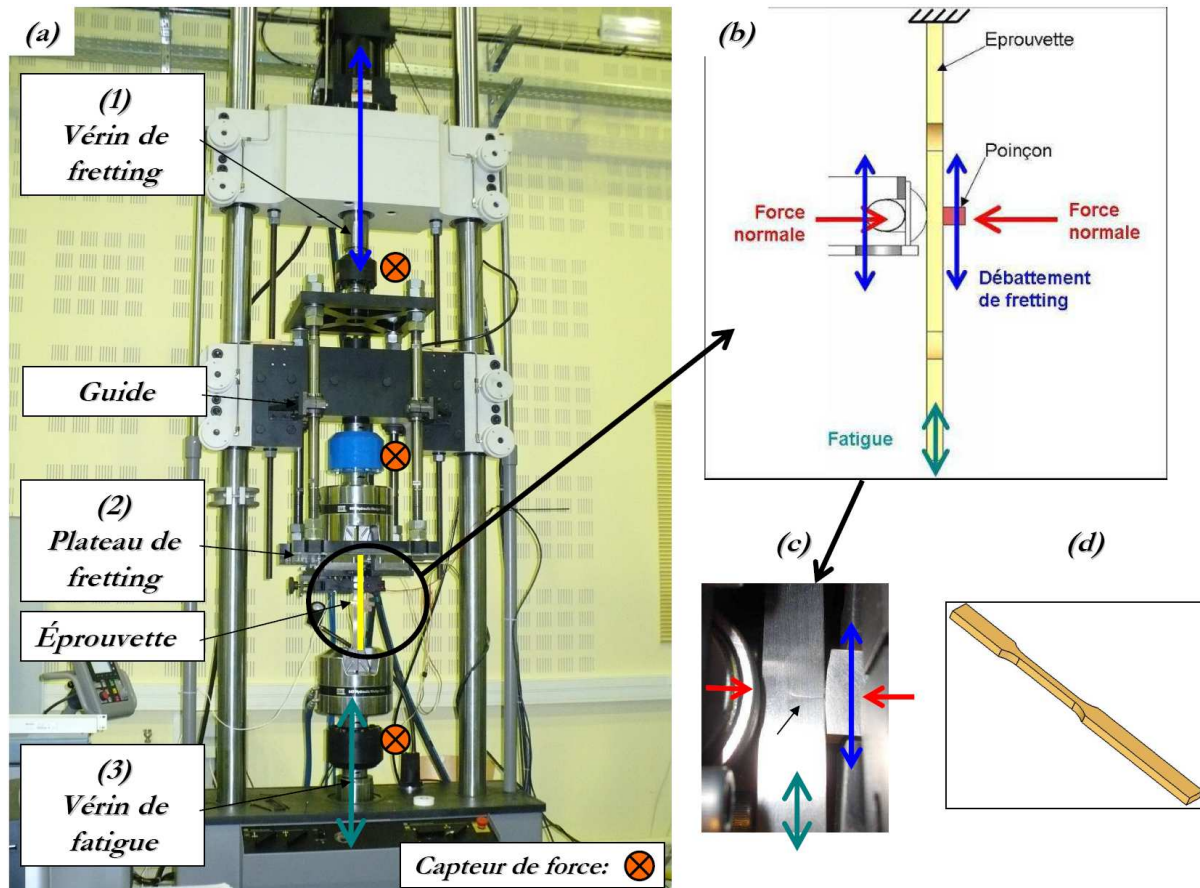 (a)
(1)
Vérin de
fretting
Guide
(2)
Plateau de
fretting
Éprouvette
(3)
Vérin de
fatigue
Capteur de force:
(b)
Eprouvette
Poinçon
Force
normale
Force
normale
Débattement
de fretting
Fatigue
(c)
(d)